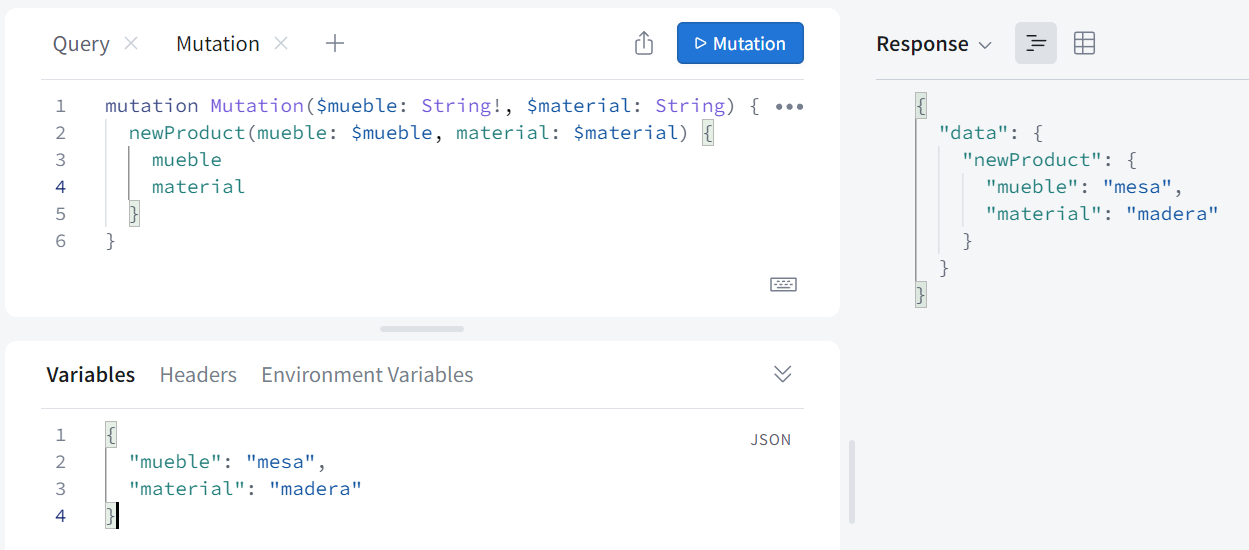 Query × Mutation × +
Mutation
1 mutation Mutation($mueble: String!, $material: String) { •••
2 newProduct(mueble: $mueble, material: $material) {
3 mueble
4 material
5 }
6 }
Variables Headers Environment Variables
JSON
1 {
2 "mueble": "mesa",
3 "material": "madera"
4 }
Response
{
"data": {
"newProduct": {
"mueble": "mesa",
"material": "madera"
}
}
}